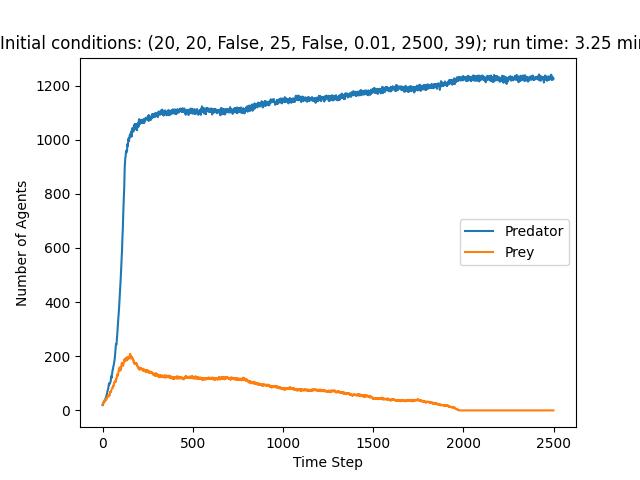 Initial conditions: (20, 20, False, 25, False, 0.01, 2500, 39); run time: 3.25 mi
1200
1000
800
600
400
200
0
Number of Agents
Predator
Prey
0 500 1000 1500 2000 2500
Time Step